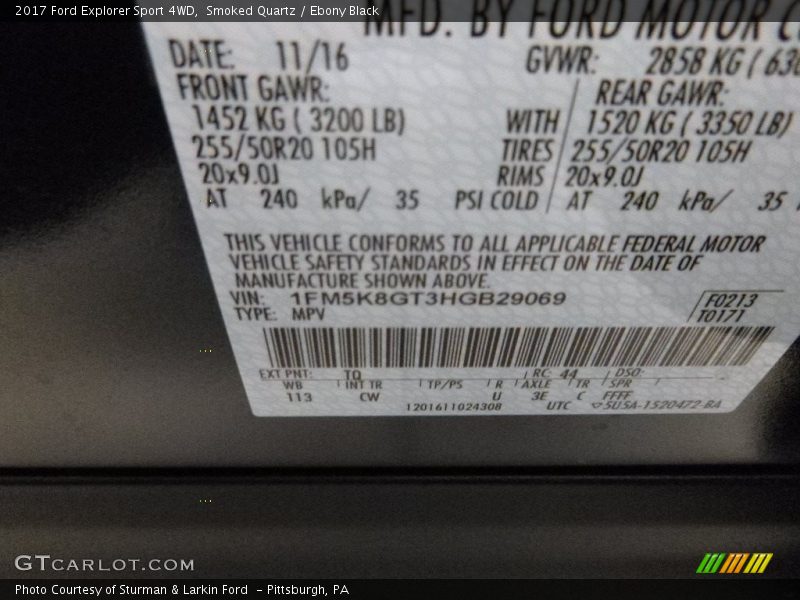 2017 Ford Explorer Sport 4WD, Smoked Quartz / Ebony Black
MFD. BY FORD MOTOR
DATE: 11/16 GVWR: 2858 KG (
FRONT GAWR: REAR GAWR:
1452 KG ( 3200 LB) WITH 1520 KG ( 3350 LB)
255/50R20 105H TIRES 255/50R20 105H
20x9.0J RIMS 20x9.0J
AT 240 kPa/ 35 PSI COLD AT 240 kPa/ 35
THIS VEHICLE CONFORMS TO ALL APPLICABLE FEDERAL MOTOR
VEHICLE SAFETY STANDARDS IN EFFECT ON THE DATE OF
MANUFACTURE SHOWN ABOVE.
VIN: 1FM5K8GT3HGB29069 F0213
TYPE: MPV T0171
EXT PNT: TQ RC: 44 DSO:
WB INT TR TP/PS R AXLE TR SPR
113 CW U 3E C FFFF
1201611024308 UTC ▽5U5A-1520472-BA
GTCARLOT.COM
Photo Courtesy of Sturman & Larkin Ford - Pittsburgh, PA